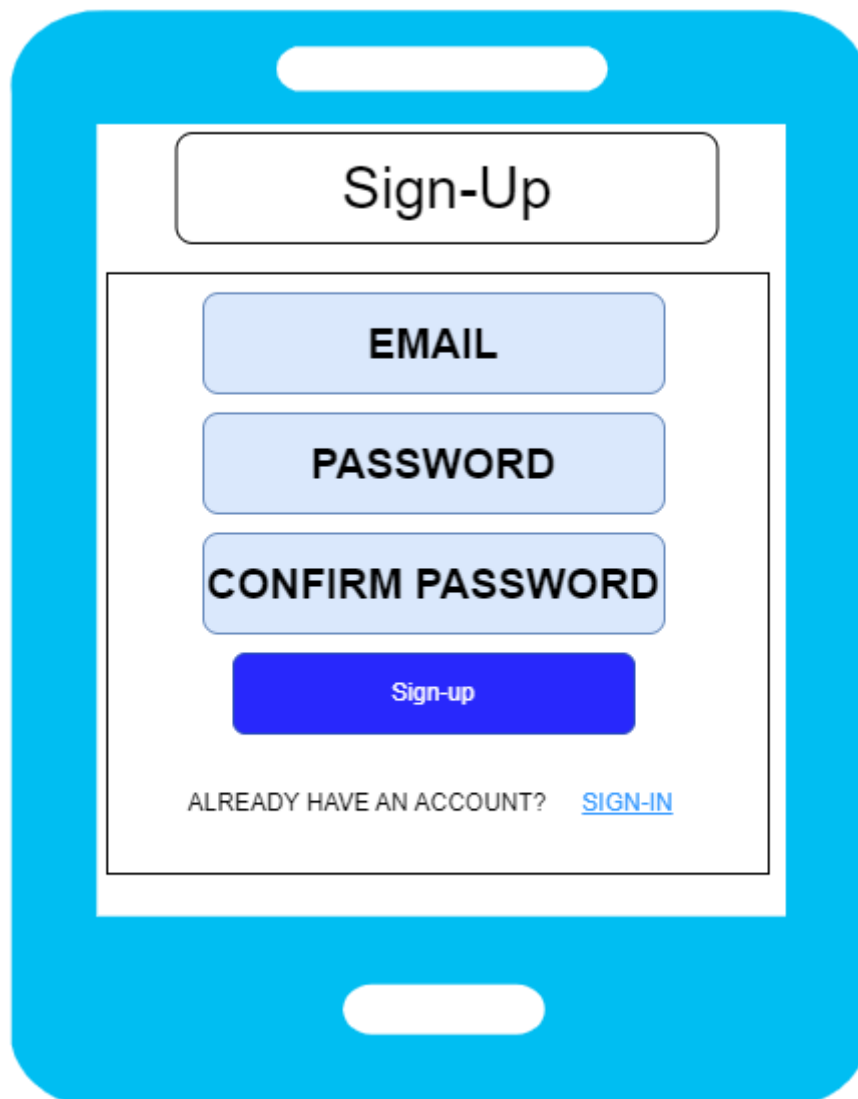 Sign-Up
EMAIL
PASSWORD
CONFIRM PASSWORD
Sign-up
ALREADY HAVE AN ACCOUNT? SIGN-IN